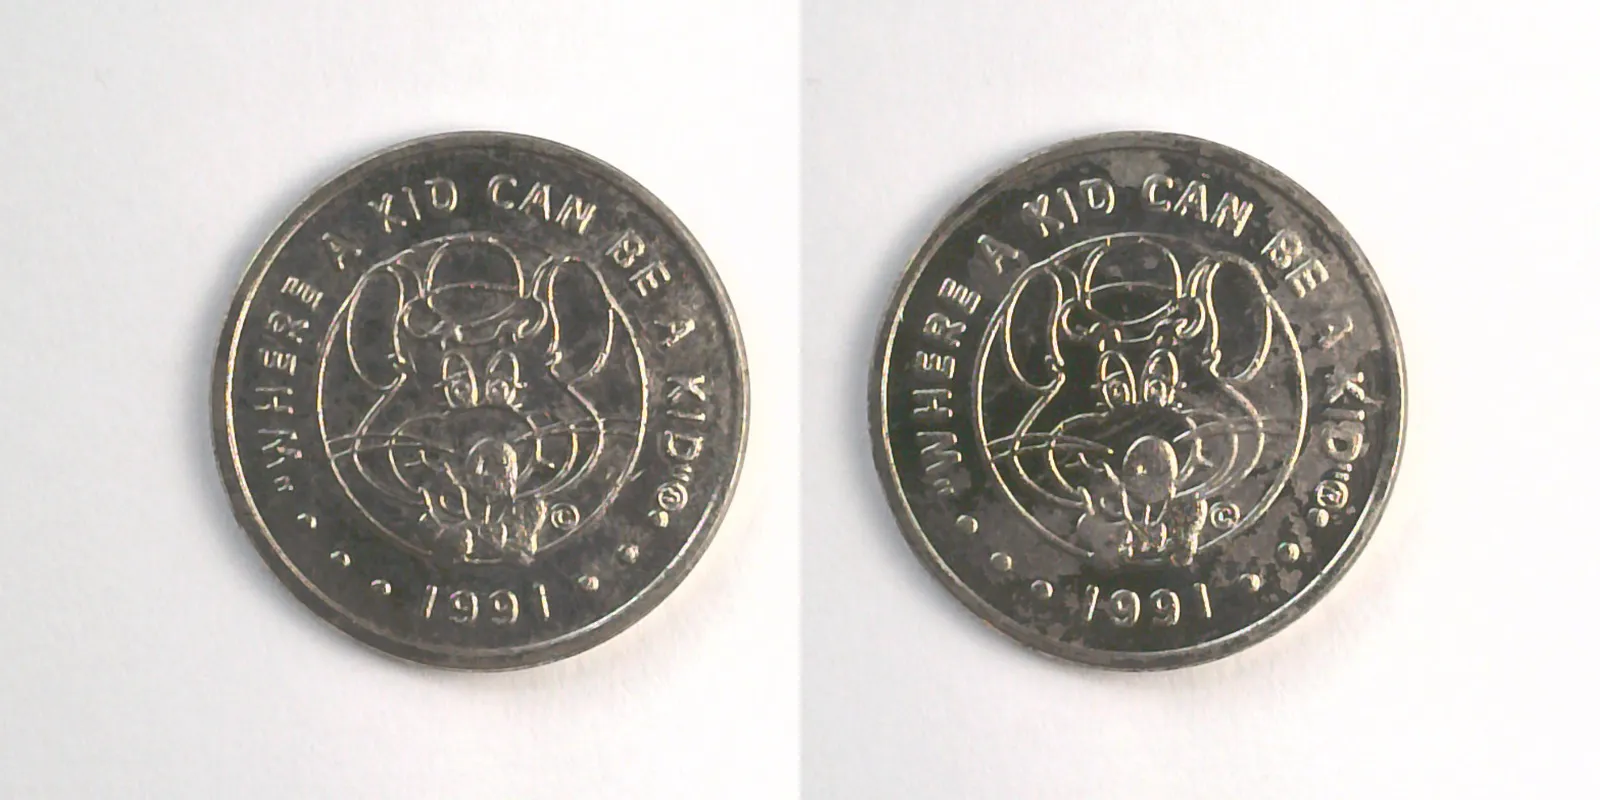 "WHERE A KID CAN BE A KID"®
©
1991
"WHERE A KID CAN BE A KID"®
©
1991